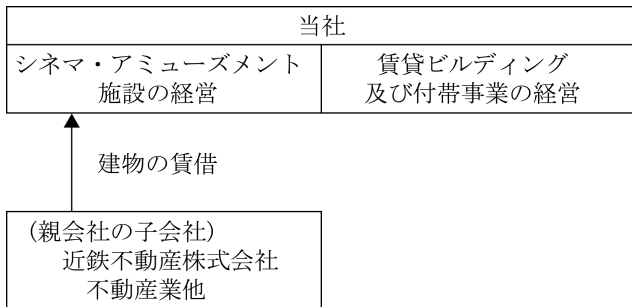 当社
シネマ・アミューズメント
施設の経営
賃貸ビルディング
及び付帯事業の経営
建物の賃借
(親会社の子会社)
近鉄不動産株式会社
不動産業他